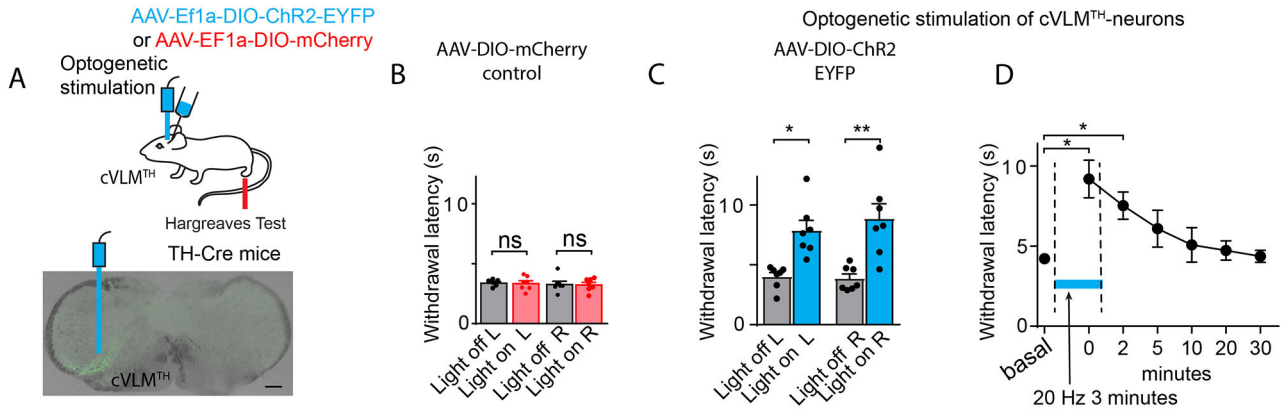 AAV-Ef1a-DIO-ChR2-EYFP
or AAV-EF1a-DIO-mCherry
Optogenetic stimulation of cVLMᵀᴴ-neurons
A
Optogenetic
stimulation
cVLMᵀᴴ
Hargreaves Test
TH-Cre mice
cVLMᵀᴴ
B
AAV-DIO-mCherry
control
Withdrawal latency (s)
10
5
0
ns
ns
Light off L
Light on L
Light off R
Light on R
C
AAV-DIO-ChR2
EYFP
Withdrawal latency (s)
10
5
0
*
**
Light off L
Light on L
Light off R
Light on R
D
Withdrawal latency (s)
10
5
0
*
*
basal
0
2
5
10
20
30
minutes
20 Hz 3 minutes